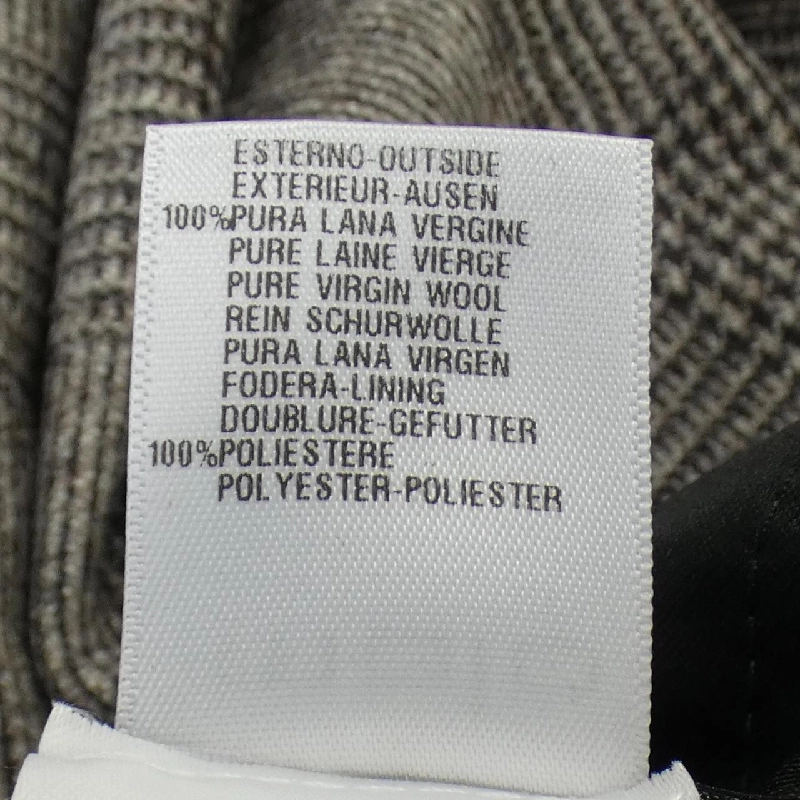 ESTERNO-OUTSIDE
EXTERIEUR-AUSEN
100%PURA LANA VERGINE
PURE LAINE VIERGE
PURE VIRGIN WOOL
REIN SCHURWOLLE
PURA LANA VIRGEN
FODERA-LINING
DOUBLURE-GEFUTTER
100%POLIESTERE
POLYESTER-POLIESTER